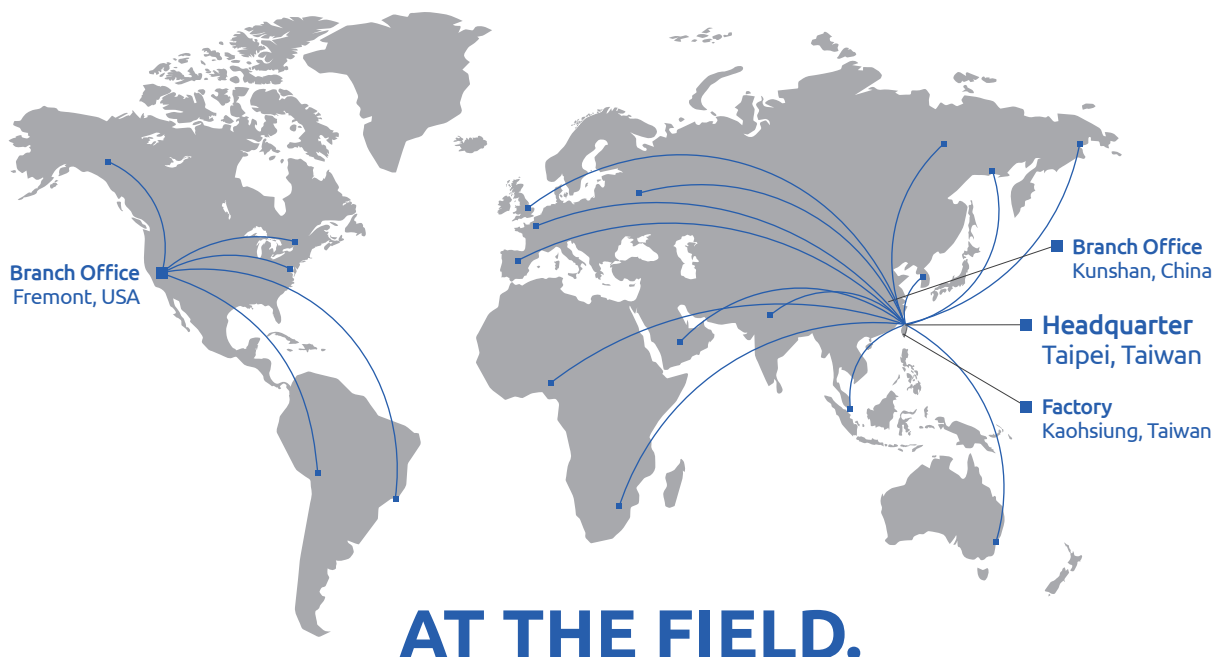 Branch Office
Fremont, USA
Branch Office
Kunshan, China
Headquarter
Taipei, Taiwan
Factory
Kaohsiung, Taiwan
AT THE FIELD.